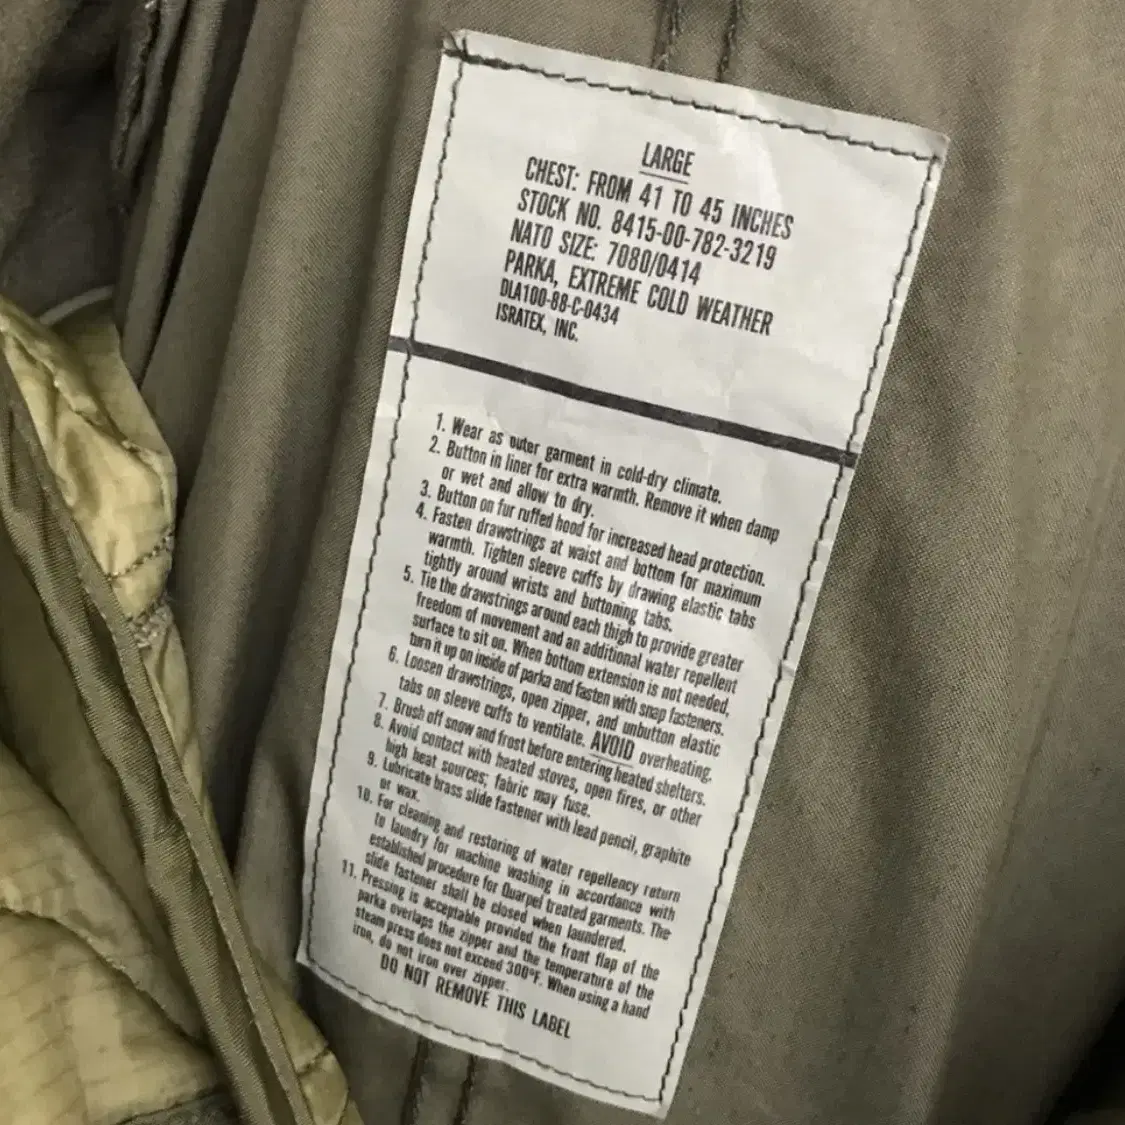 LARGE
CHEST: FROM 41 TO 45 INCHES
STOCK NO. 8415-00-782-3219
NATO SIZE: 7080/0414
PARKA, EXTREME COLD WEATHER
DLA100-88-C-0434
ISRATEX, INC.
1. Wear as outer garment in cold-dry climate.
2. Button in liner for extra warmth. Remove it when damp
or wet and allow to dry.
3. Button on fur ruffed hood for increased head protection.
4. Fasten drawstrings at waist and bottom for maximum
warmth. Tighten sleeve cuffs by drawing elastic tabs
tightly around wrists and buttoning tabs.
5. Tie the drawstrings around each thigh to provide greater
freedom of movement and an additional water repellent
surface to sit on. When bottom extension is not needed,
turn it up on inside of parka and fasten with snap fasteners.
6. Loosen drawstrings, open zipper, and unbutton elastic
tabs on sleeve cuffs to ventilate. AVOID overheating.
7. Brush off snow and frost before entering heated shelters.
8. Avoid contact with heated stoves, open fires, or other
high heat sources; fabric may fuse.
9. Lubricate brass slide fastener with lead pencil, graphite
or wax.
10. For cleaning and restoring of water repellency return
to laundry for machine washing in accordance with
established procedure for Quarpel treated garments. The
slide fastener shall be closed when laundered.
11. Pressing is acceptable provided the front flap of the
parka overlaps the zipper and the temperature of the
steam press does not exceed 300°F. When using a hand
iron, do not iron over zipper.
DO NOT REMOVE THIS LABEL